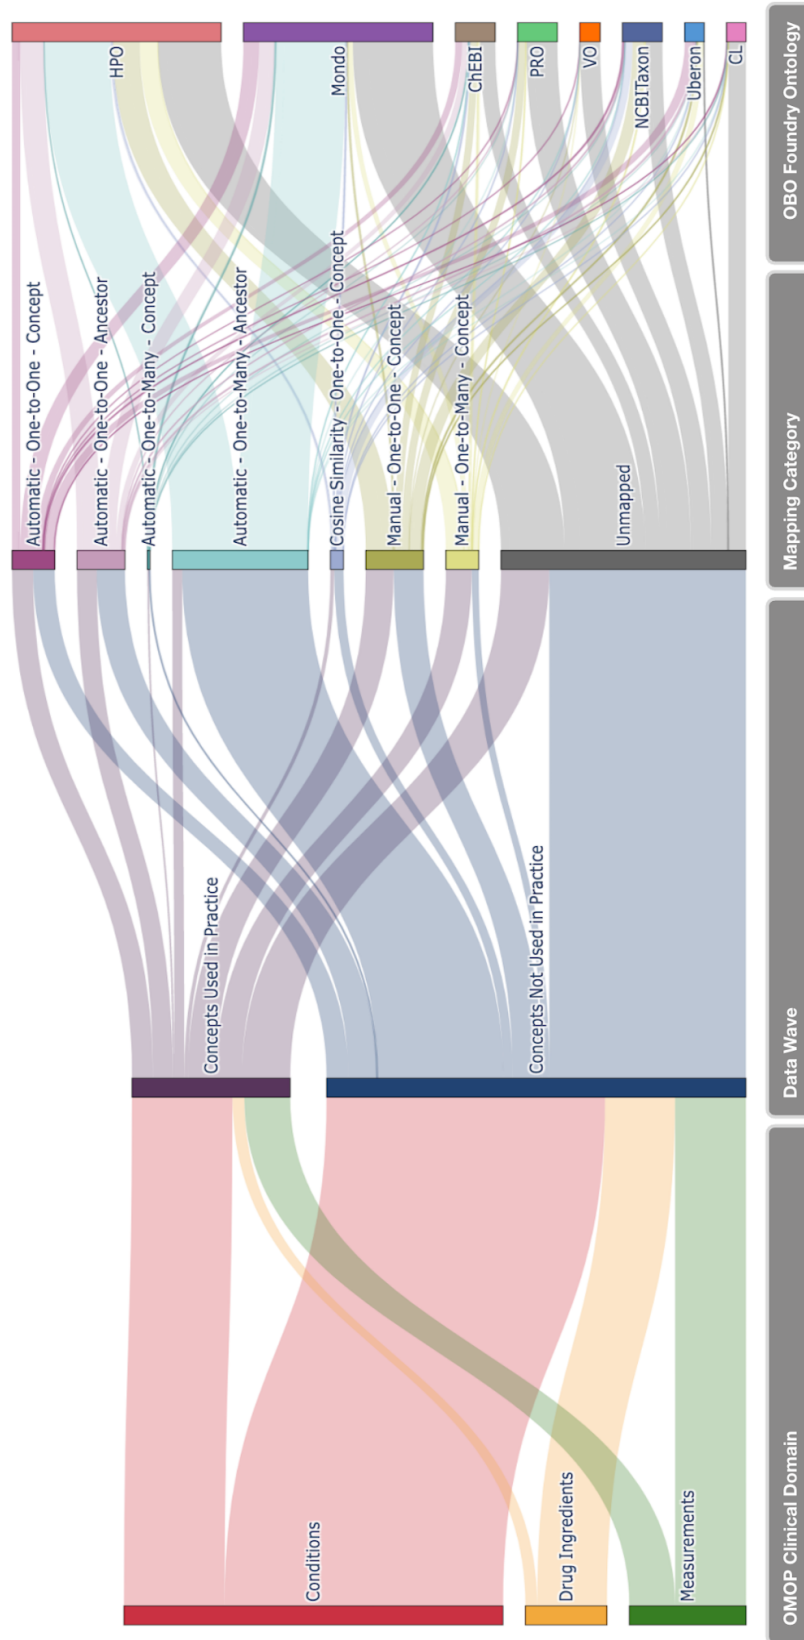 OMOP Clinical Domain
Data Wave
Mapping Category
OBO Foundry Ontology
Conditions
Drug Ingredients
Measurements
Concepts Used in Practice
Concepts Not Used in Practice
Automatic - One-to-One - Concept
Automatic - One-to-One - Ancestor
Automatic - One-to-Many - Concept
Automatic - One-to-Many - Ancestor
Cosine Similarity - One-to-One - Concept
Manual - One-to-One - Concept
Manual - One-to-Many - Concept
Unmapped
HPO
Mondo
ChEBI
PRO
VO
NCBITaxon
Uberon
CL